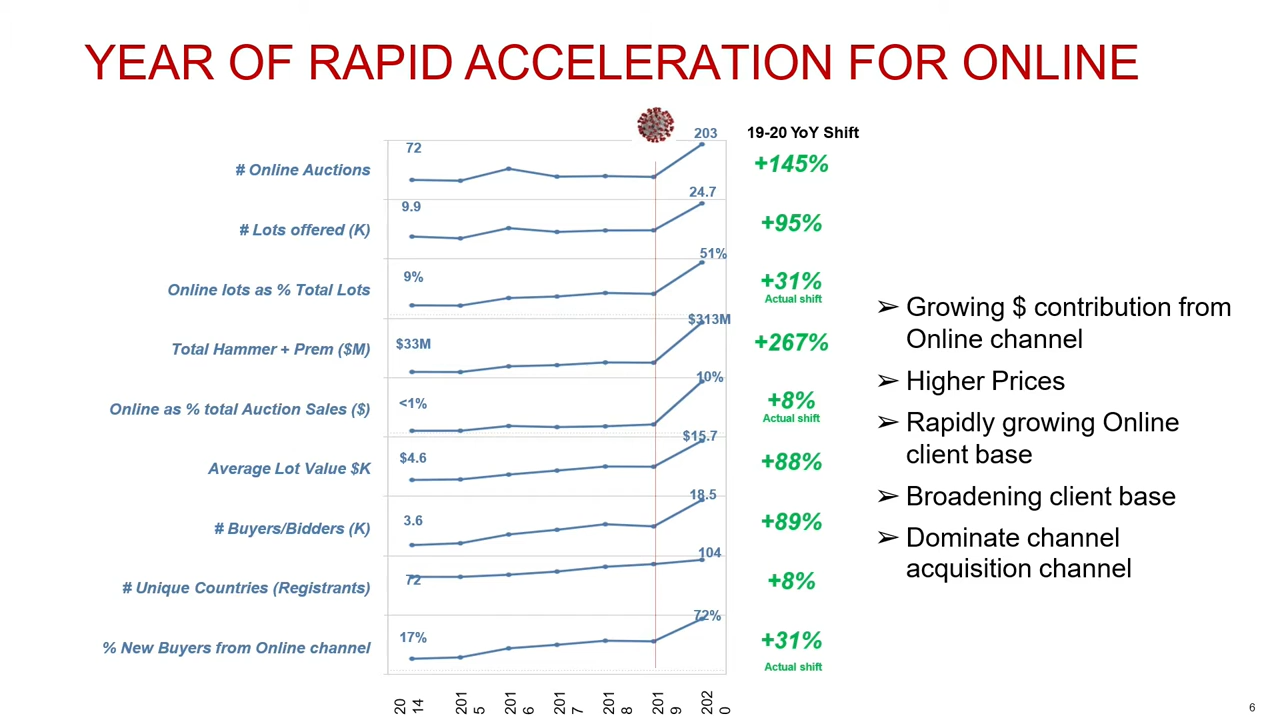 YEAR OF RAPID ACCELERATION FOR ONLINE
19-20 YoY Shift
# Online Auctions
72
203
+145%
# Lots offered (K)
9.9
24.7
+95%
Online lots as % Total Lots
9%
51%
+31%
Actual shift
Total Hammer + Prem ($M)
$33M
$313M
+267%
Online as % total Auction Sales ($)
<1%
10%
+8%
Actual shift
Average Lot Value $K
$4.6
$15.7
+88%
# Buyers/Bidders (K)
3.6
18.5
+89%
# Unique Countries (Registrants)
72
104
+8%
% New Buyers from Online channel
17%
72%
+31%
Actual shift
20
14
201
5
201
6
201
7
201
8
201
9
202
0
➢ Growing $ contribution from
Online channel
➢ Higher Prices
➢ Rapidly growing Online
client base
➢ Broadening client base
➢ Dominate channel
acquisition channel
6